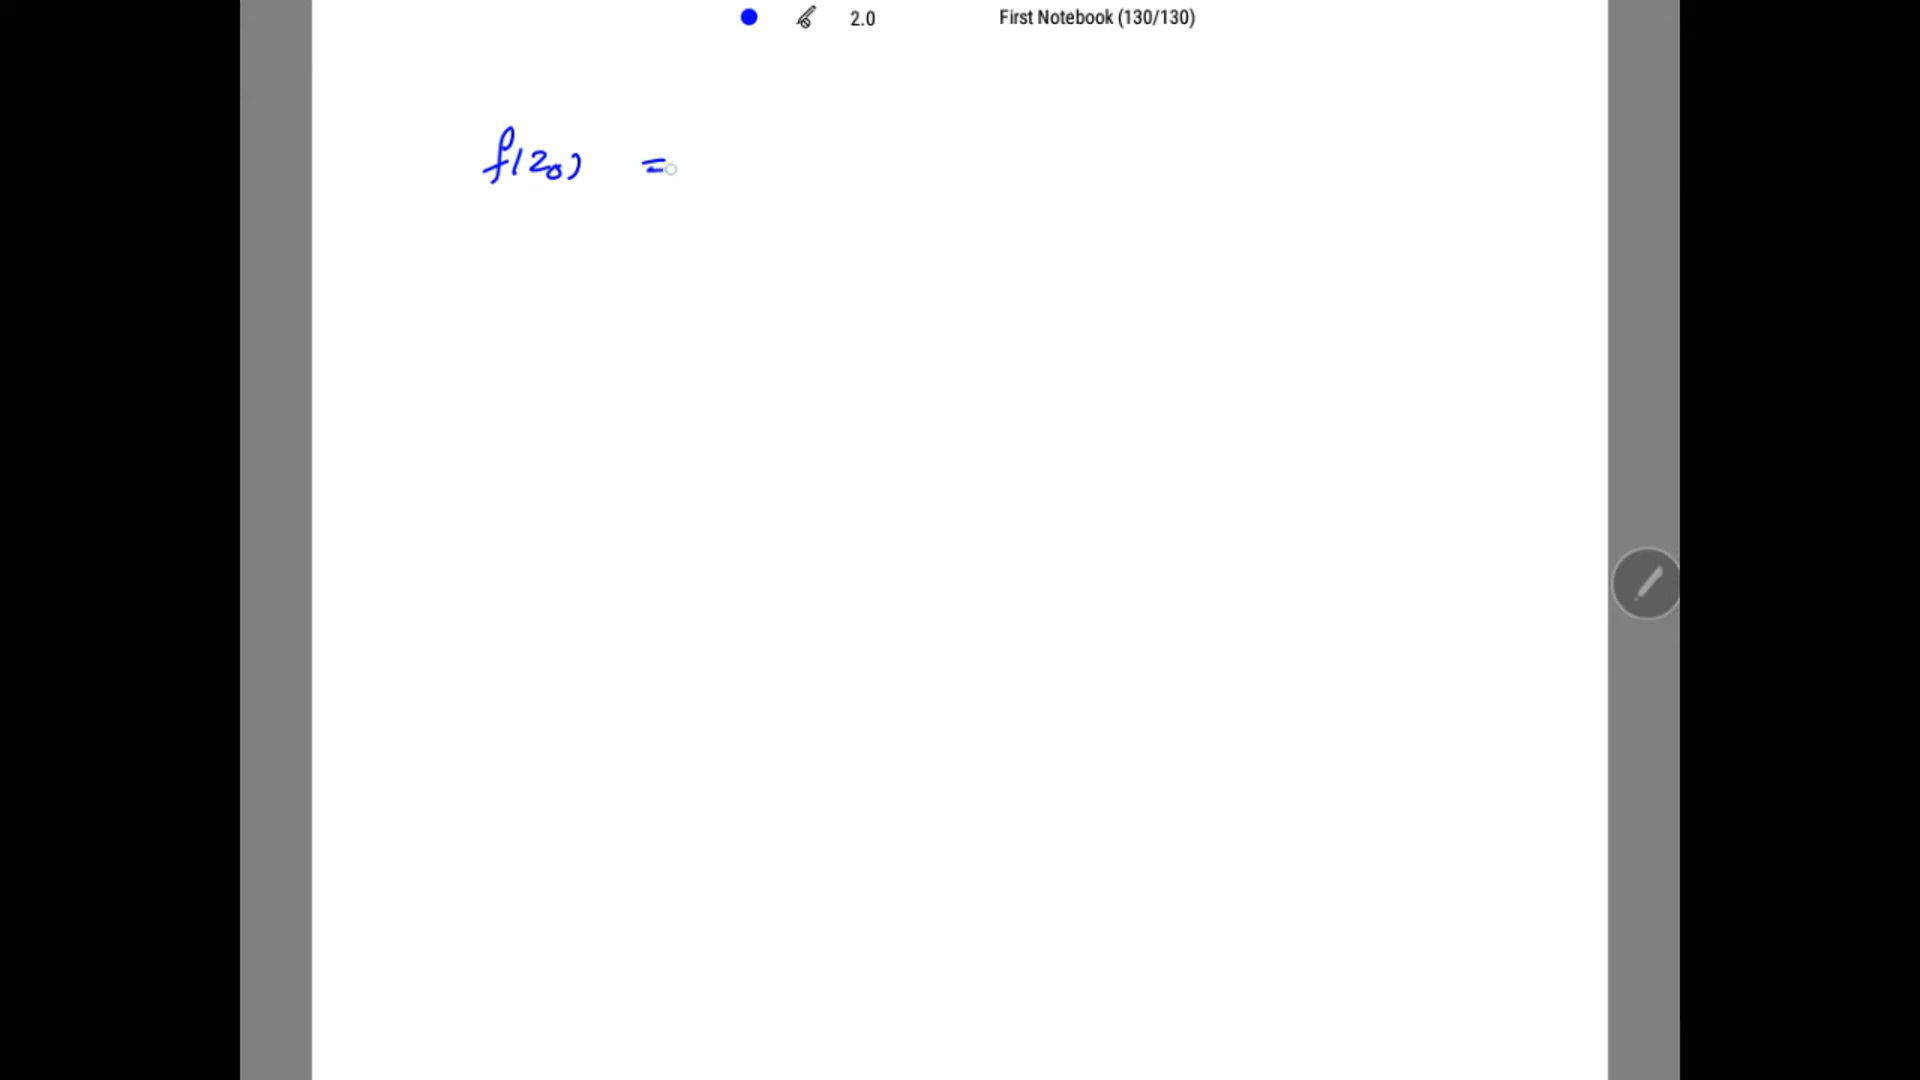 2.0 First Notebook (130/130)
f(z₀) =